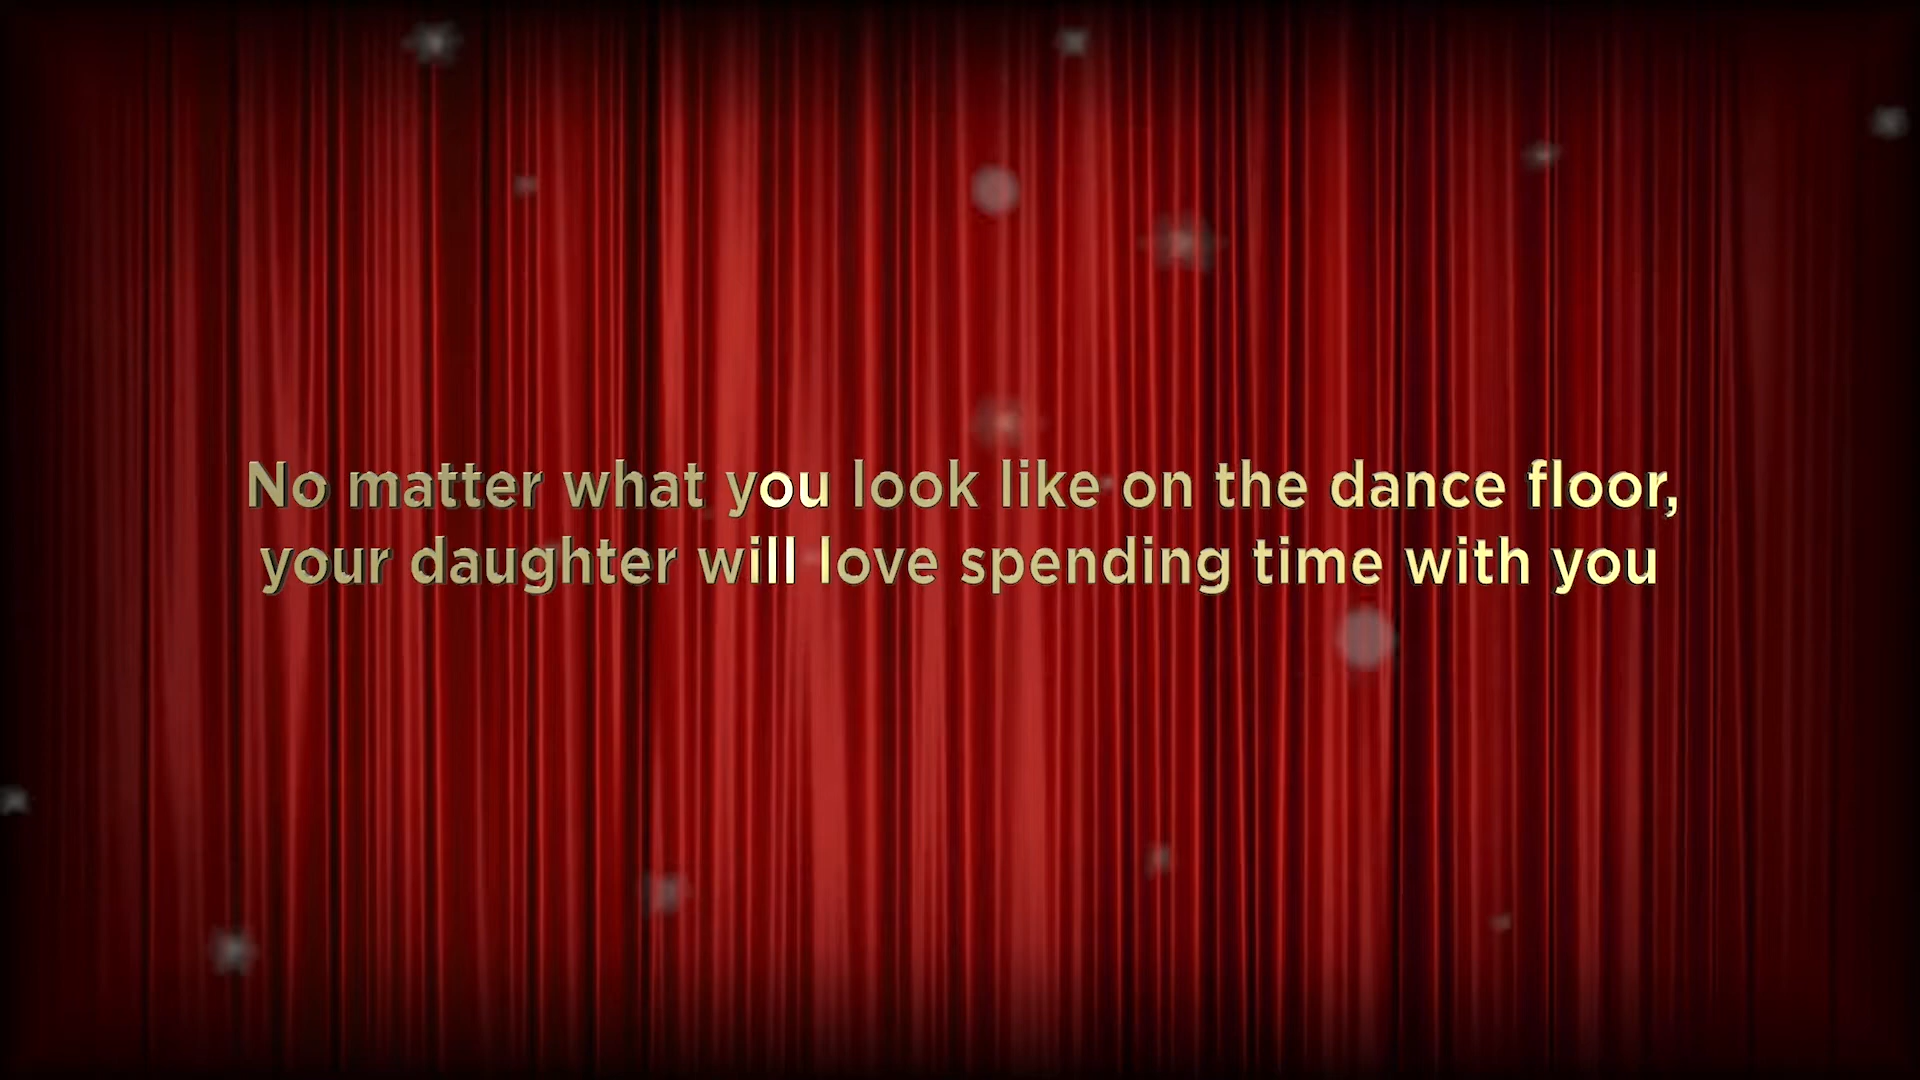 No matter what you look like on the dance floor,
your daughter will love spending time with you